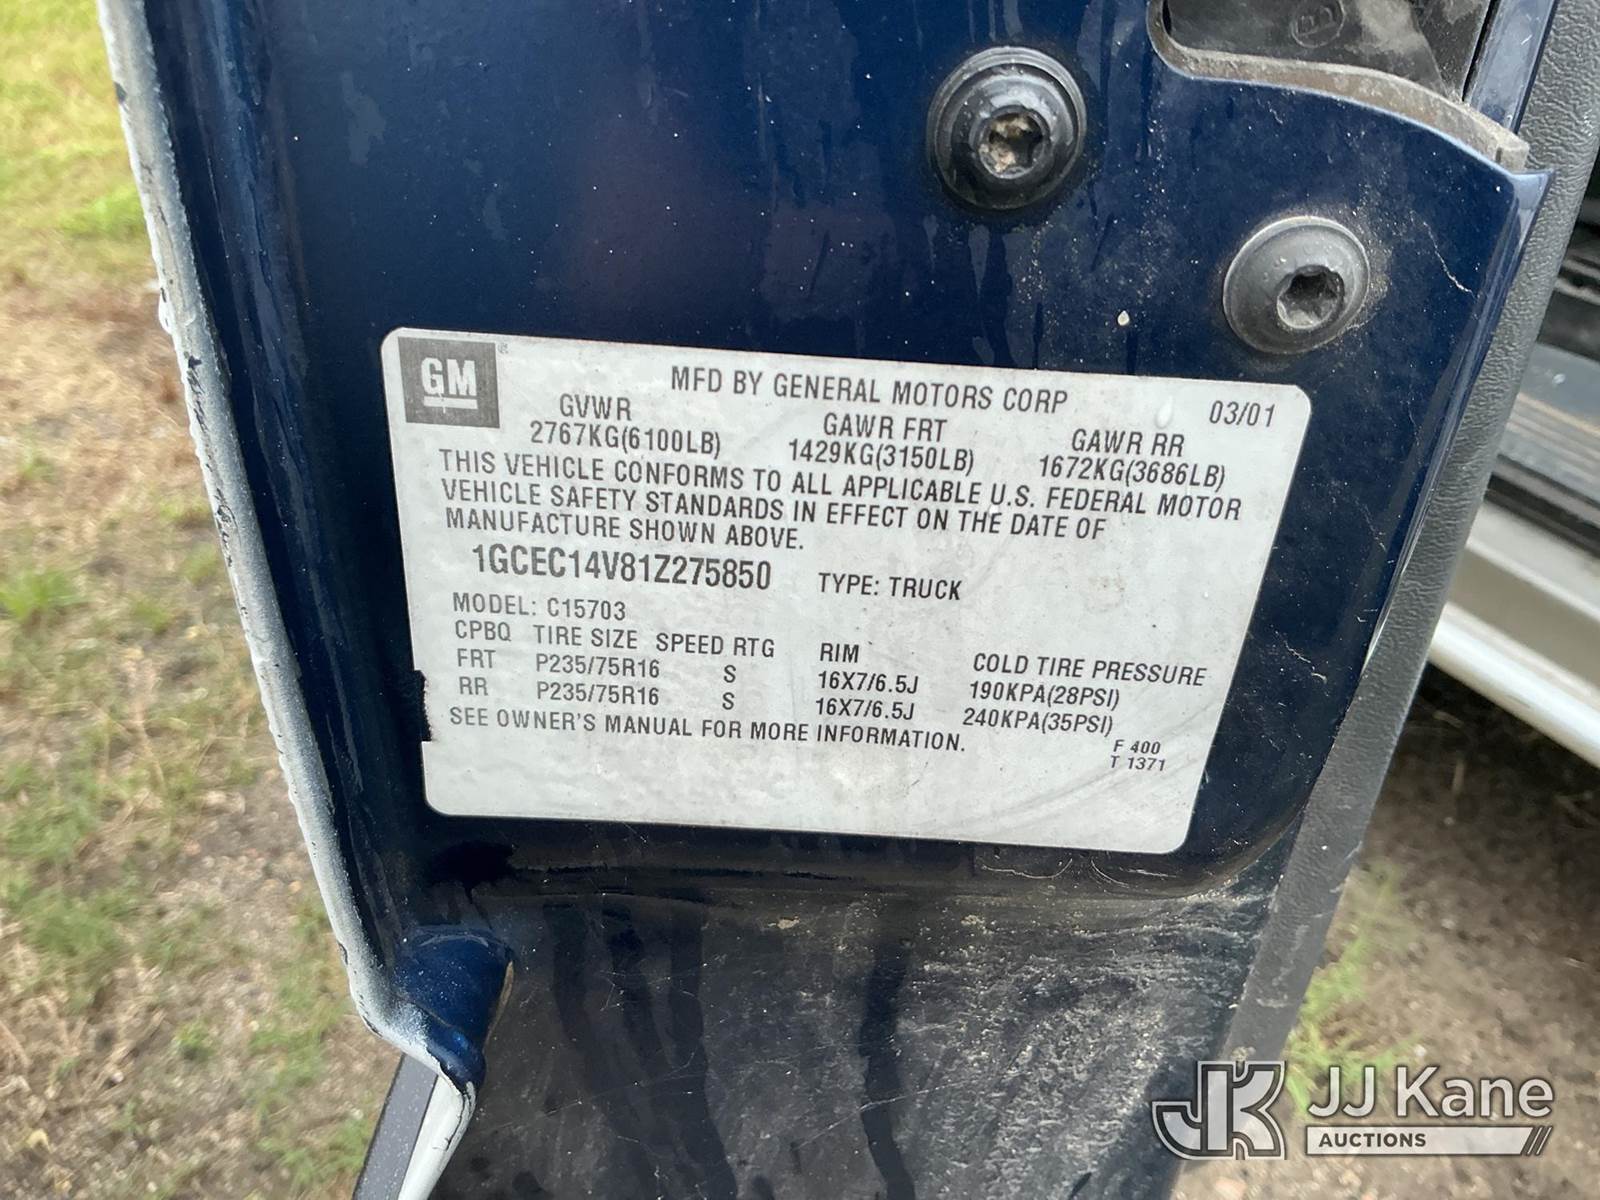 GM
MFD BY GENERAL MOTORS CORP
03/01
GVWR GAWR FRT GAWR RR
2767KG(6100LB) 1429KG(3150LB) 1672KG(3686LB)
THIS VEHICLE CONFORMS TO ALL APPLICABLE U.S. FEDERAL MOTOR
VEHICLE SAFETY STANDARDS IN EFFECT ON THE DATE OF
MANUFACTURE SHOWN ABOVE.
1GCEC14V81Z275850 TYPE: TRUCK
MODEL: C15703
CPBQ TIRE SIZE SPEED RTG RIM COLD TIRE PRESSURE
FRT P235/75R16 S 16X7/6.5J 190KPA(28PSI)
RR P235/75R16 S 16X7/6.5J 240KPA(35PSI)
SEE OWNER'S MANUAL FOR MORE INFORMATION.
F 400
T 1371
JK JJ Kane
AUCTIONS